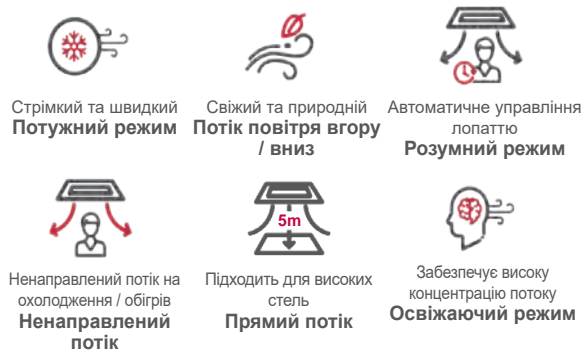 Стрімкий та швидкий
Потужний режим
Свіжий та природній
Потік повітря вгору
/ вниз
Автоматичне управління
лопаттю
Розумний режим
Ненаправлений потік на
охолодження / обігрів
Ненаправлений
потік
5m
Підходить для високих
стель
Прямий потік
Забезпечує високу
концентрацію потоку
Освіжаючий режим